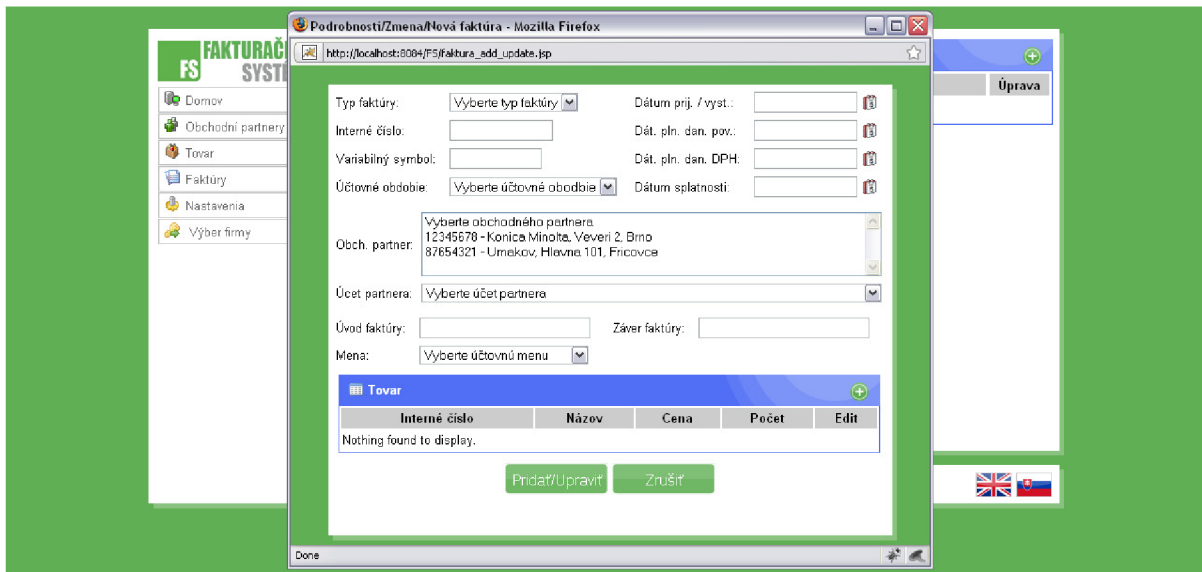 Podrobnosti/Zmena/Nová faktúra - Mozilla Firefox
http://localhost:8084/FS/faktura_add_update.jsp
FAKTURAČ
FS
Domov
Obchodní partnery
Tovar
Faktúry
Nastavenia
Výber firmy
Úprava
Typ faktúry: Vyberte typ faktúry Dátum prij. / vyst.:
Interné číslo: Dát. pln. dan. pov.:
Variabilný symbol: Dát. pln. dan. DPH:
Účtovné obdobie: Vyberte účtovné obodbie Dátum splatnosti:
Obch. partner:
Vyberte obchodného partnera
12345678 - Konica Minolta, Veveri 2, Brno
87654321 - Umakov, Hlavna 101, Fricovce
Úcet partnera: Vyberte účet partnera
Úvod faktúry: Záver faktúry:
Mena: Vyberte účtovnú menu
Tovar
Interné číslo Názov Cena Počet Edit
Nothing found to display.
Pridať/Upraviť Zrušiť
Done